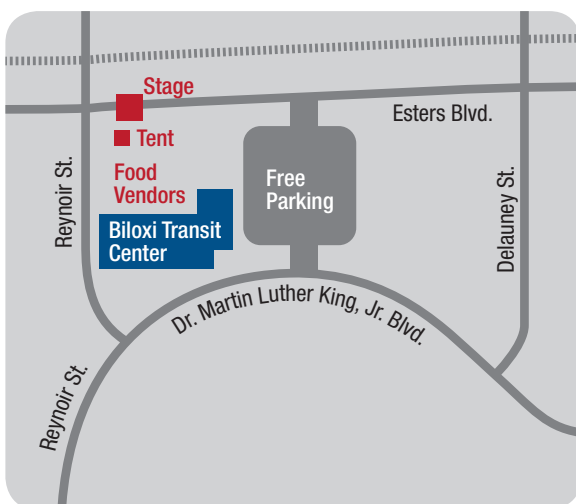 Stage
Esters Blvd.
Tent
Food
Vendors
Free
Parking
Reynoir St.
Delauney St.
Biloxi Transit
Center
Dr. Martin Luther King, Jr. Blvd.
Reynoir St.